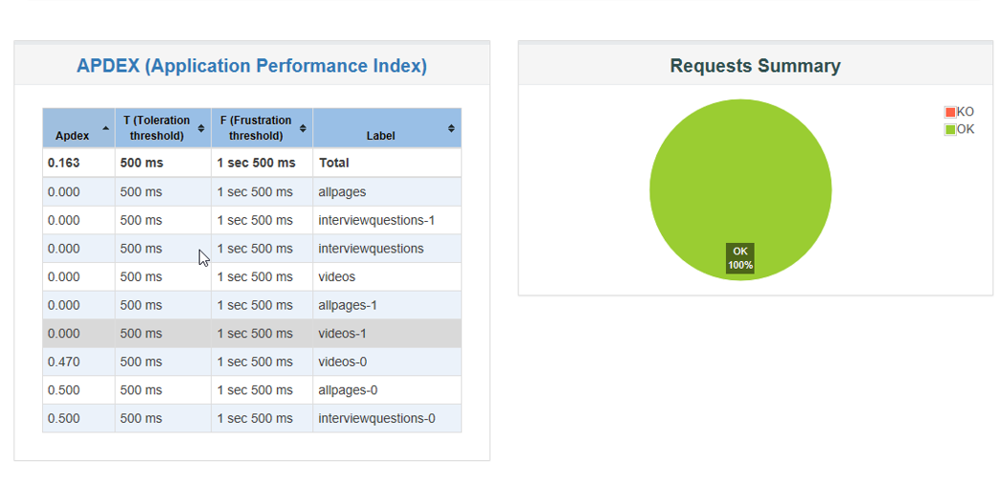 APDEX (Application Performance Index)
Apdex T (Toleration threshold) F (Frustration threshold) Label
0.163 500 ms 1 sec 500 ms Total
0.000 500 ms 1 sec 500 ms allpages
0.000 500 ms 1 sec 500 ms interviewquestions-1
0.000 500 ms 1 sec 500 ms interviewquestions
0.000 500 ms 1 sec 500 ms videos
0.000 500 ms 1 sec 500 ms allpages-1
0.000 500 ms 1 sec 500 ms videos-1
0.470 500 ms 1 sec 500 ms videos-0
0.500 500 ms 1 sec 500 ms allpages-0
0.500 500 ms 1 sec 500 ms interviewquestions-0
Requests Summary
KO
OK
OK
100%